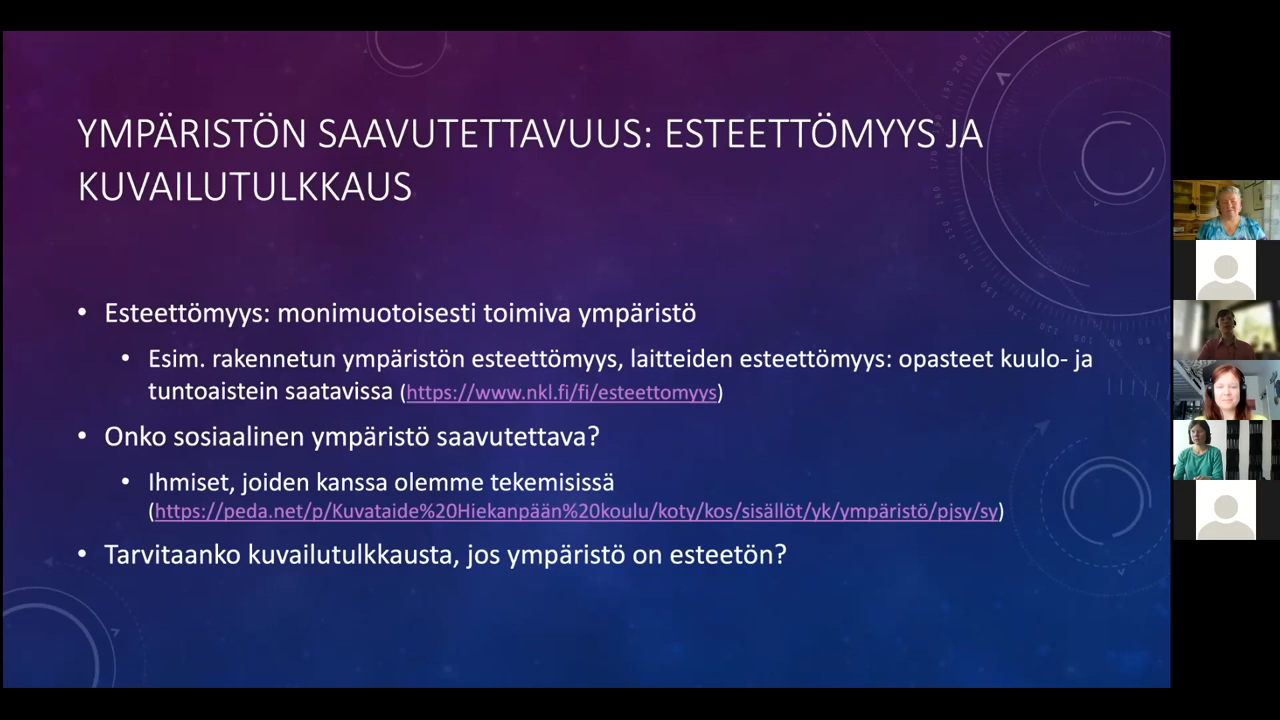 YMPÄRISTÖN SAAVUTETTAVUUS: ESTEETTÖMYYS JA
KUVAILUTULKKAUS
• Esteettömyys: monimuotoisesti toimiva ympäristö
• Esim. rakennetun ympäristön esteettömyys, laitteiden esteettömyys: opasteet kuulo- ja
tuntoaistein saatavissa (https://www.nkl.fi/fi/esteettomyys)
• Onko sosiaalinen ympäristö saavutettava?
• Ihmiset, joiden kanssa olemme tekemisissä
(https://peda.net/p/Kuvataide%20Hiekanpään%20koulu/koty/kos/sisällöt/yk/ympäristö/pjsy/sy)
• Tarvitaanko kuvailutulkkausta, jos ympäristö on esteetön?